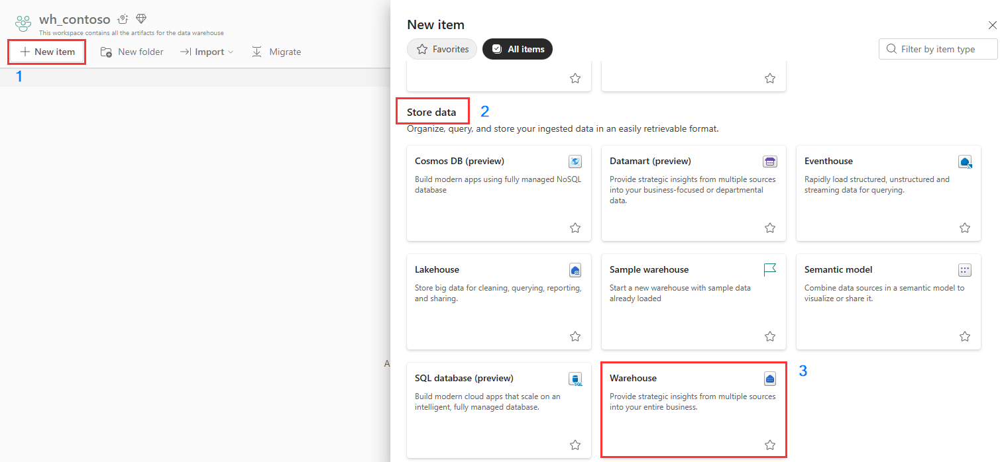 wh_contoso
This workspace contains all the artifacts for the data warehouse
New item
New folder
Import
Migrate
1
New item
Favorites
All items
Filter by item type
Store data
2
Organize, query, and store your ingested data in an easily retrievable format.
Cosmos DB (preview)
Build modern apps using fully managed NoSQL
database
Datamart (preview)
Provide strategic insights from multiple sources
into your business-focused or departmental
data.
Eventhouse
Rapidly load structured, unstructured and
streaming data for querying.
Lakehouse
Store big data for cleaning, querying, reporting,
and sharing.
Sample warehouse
Start a new warehouse with sample data
already loaded
Semantic model
Combine data sources in a semantic model to
visualize or share it.
A
SQL database (preview)
SQL
Build modern cloud apps that scale on an
intelligent, fully managed database.
Warehouse
Provide strategic insights from multiple sources
into your entire business.
3